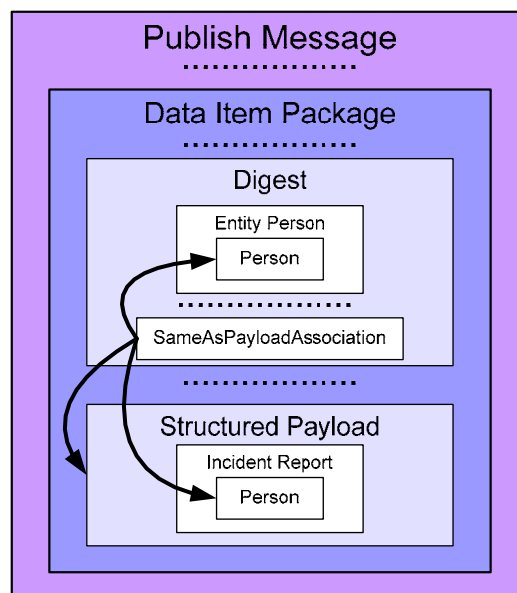 Publish Message
Data Item Package
Digest
Entity Person
Person
SameAsPayloadAssociation
Structured Payload
Incident Report
Person